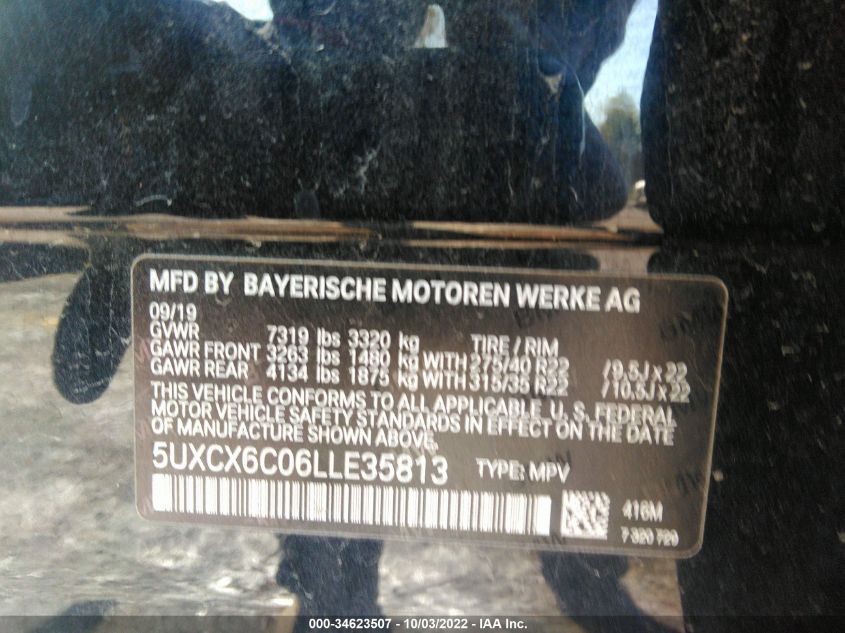 MFD BY BAYERISCHE MOTOREN WERKE AG
09/19
GVWR 7319 lbs 3320 kg TIRE / RIM
GAWR FRONT 3263 lbs 1480 kg WITH 275/40 R22 / 9.5J x 22
GAWR REAR 4134 lbs 1875 kg WITH 315/35 R22 / 10.5J x 22
THIS VEHICLE CONFORMS TO ALL APPLICABLE U.S. FEDERAL
MOTOR VEHICLE SAFETY STANDARDS IN EFFECT ON THE DATE
OF MANUFACTURE SHOWN ABOVE.
5UXCX6C06LLE35813 TYPE: MPV
416M
7 320 729
000-34623507 - 10/03/2022 - IAA Inc.